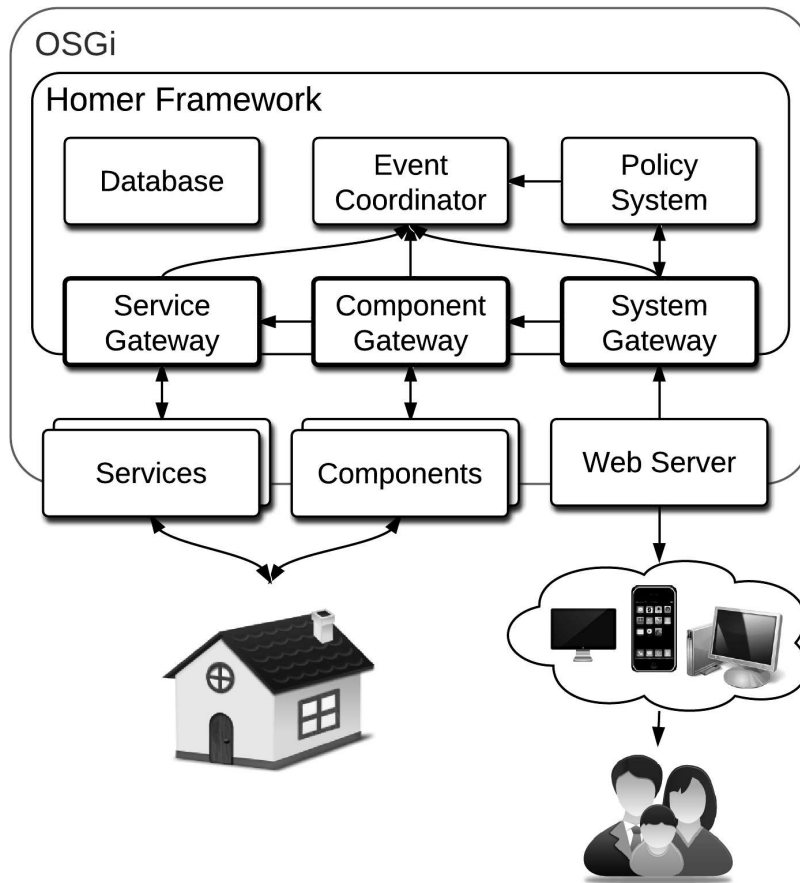 OSGi
Homer Framework
Database
Event
Coordinator
Policy
System
Service
Gateway
Component
Gateway
System
Gateway
Services
Components
Web Server